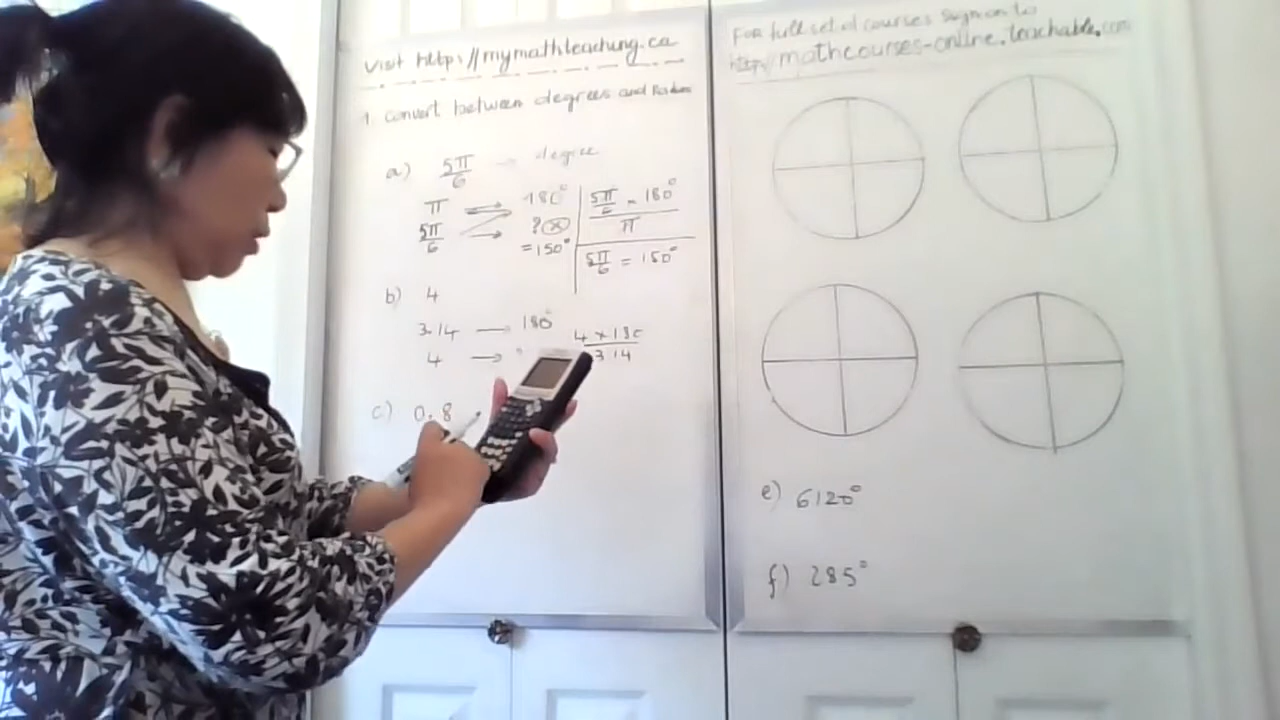 Visit https://mymathteaching.ca
1. Convert between degrees and Radians
a) 5π/6 → degree
π → 180°
5π/6 → ?(x)
= 150°
5π/6 × 180°
π
5π/6 = 150°
b) 4
3.14 → 180°
4 →
4 × 180
3.14
c) 0.8
For full set of courses sign on to
http://mathcourses-online.teachable.com
e) 6120°
f) 285°